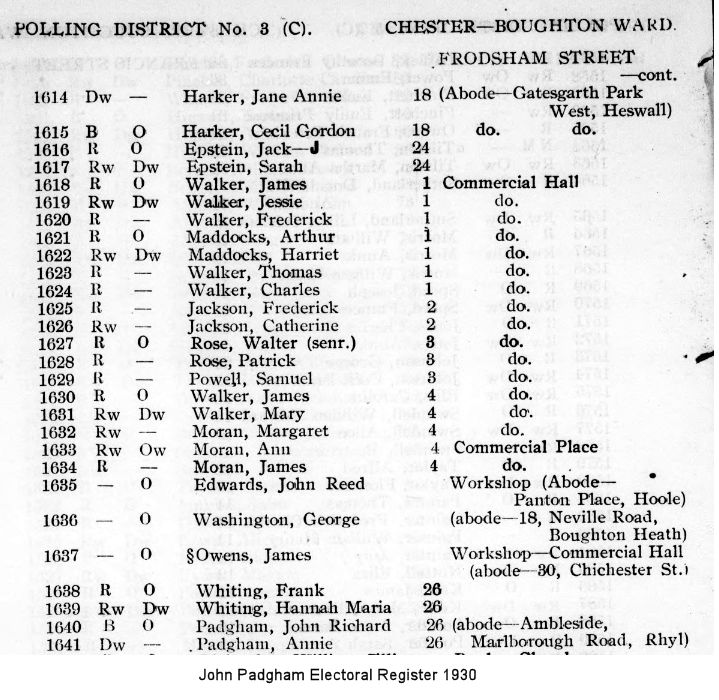 POLLING DISTRICT No. 3 (C). CHESTER—BOUGHTON WARD.
FRODSHAM STREET
—cont.
1614 Dw — Harker, Jane Annie 18 (Abode—Gatesgarth Park
West, Heswall)
1615 B O Harker, Cecil Gordon 18 do. do.
1616 R O Epstein, Jack—J 24
1617 Rw Dw Epstein, Sarah 24
1618 R O Walker, James 1 Commercial Hall
1619 Rw Dw Walker, Jessie 1 do.
1620 R — Walker, Frederick 1 do.
1621 R O Maddocks, Arthur 1 do.
1622 Rw Dw Maddocks, Harriet 1 do.
1623 R — Walker, Thomas 1 do.
1624 R — Walker, Charles 1 do.
1625 R — Jackson, Frederick 2 do.
1626 Rw — Jackson, Catherine 2 do.
1627 R O Rose, Walter (senr.) 3 do.
1628 R — Rose, Patrick 3 do.
1629 R — Powell, Samuel 3 do.
1630 R O Walker, James 4 do.
1631 Rw Dw Walker, Mary 4 do.
1632 Rw — Moran, Margaret 4 do.
1633 Rw Ow Moran, Ann 4 Commercial Place
1634 R — Moran, James 4 do.
1635 — O Edwards, John Reed Workshop (Abode—
Panton Place, Hoole)
1636 — O Washington, George (abode—18, Neville Road,
Boughton Heath)
1637 — O §Owens, James Workshop—Commercial Hall
(abode—30, Chichester St.)
1638 R O Whiting, Frank 26
1639 Rw Dw Whiting, Hannah Maria 26
1640 B O Padgham, John Richard 26 (abode—Ambleside,
1641 Dw — Padgham, Annie 26 Marlborough Road, Rhyl)
John Padgham Electoral Register 1930